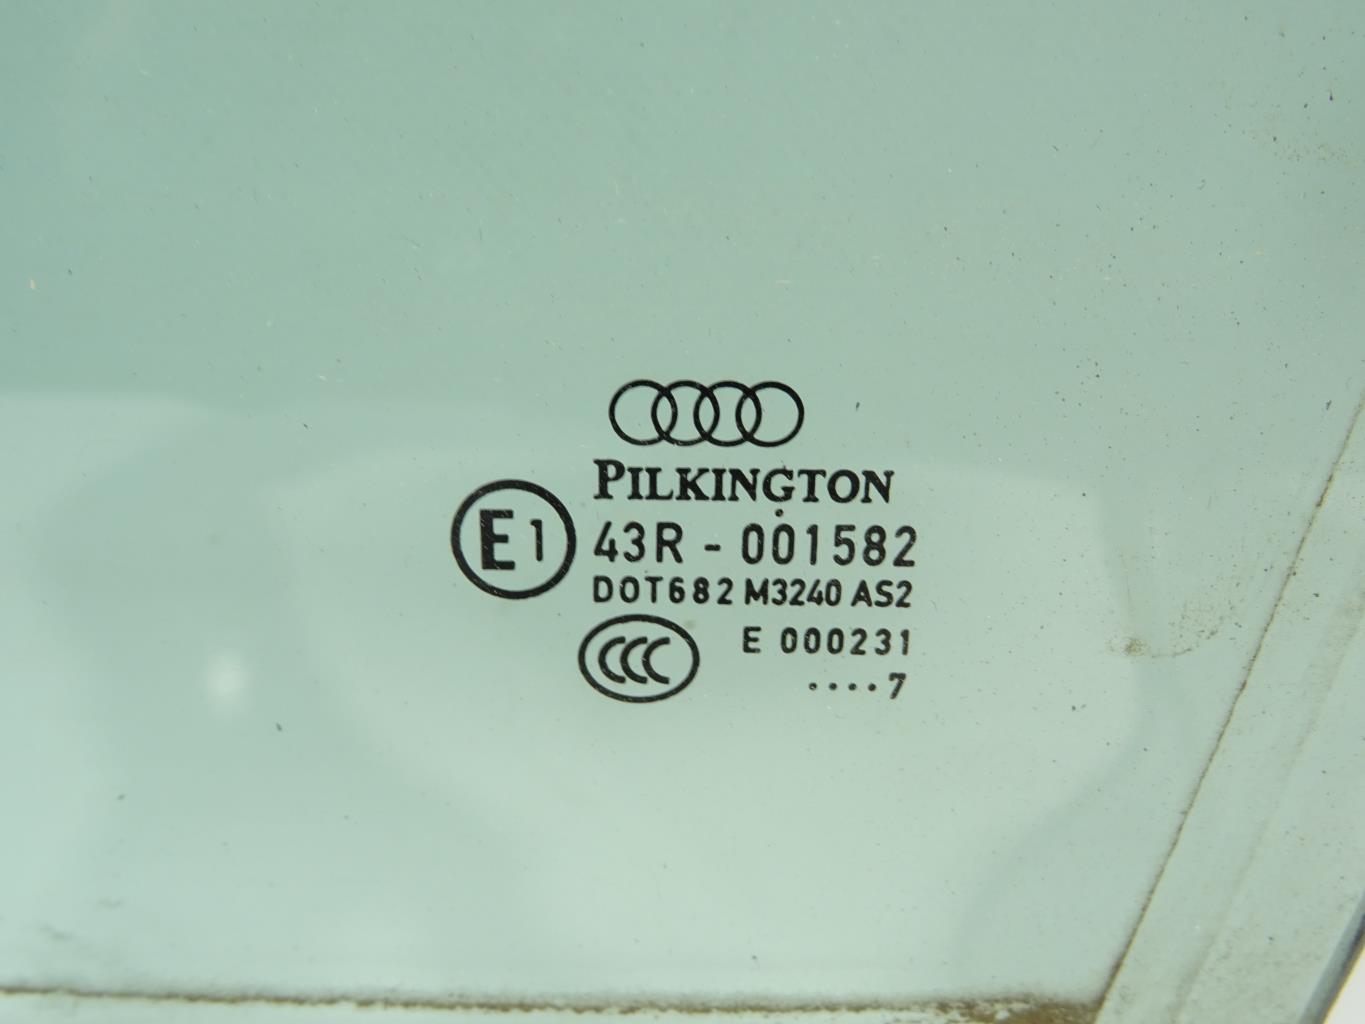 PILKINGTON
E1 43R - 001582
DOT682 M3240 AS2
CCC E 000231
....7